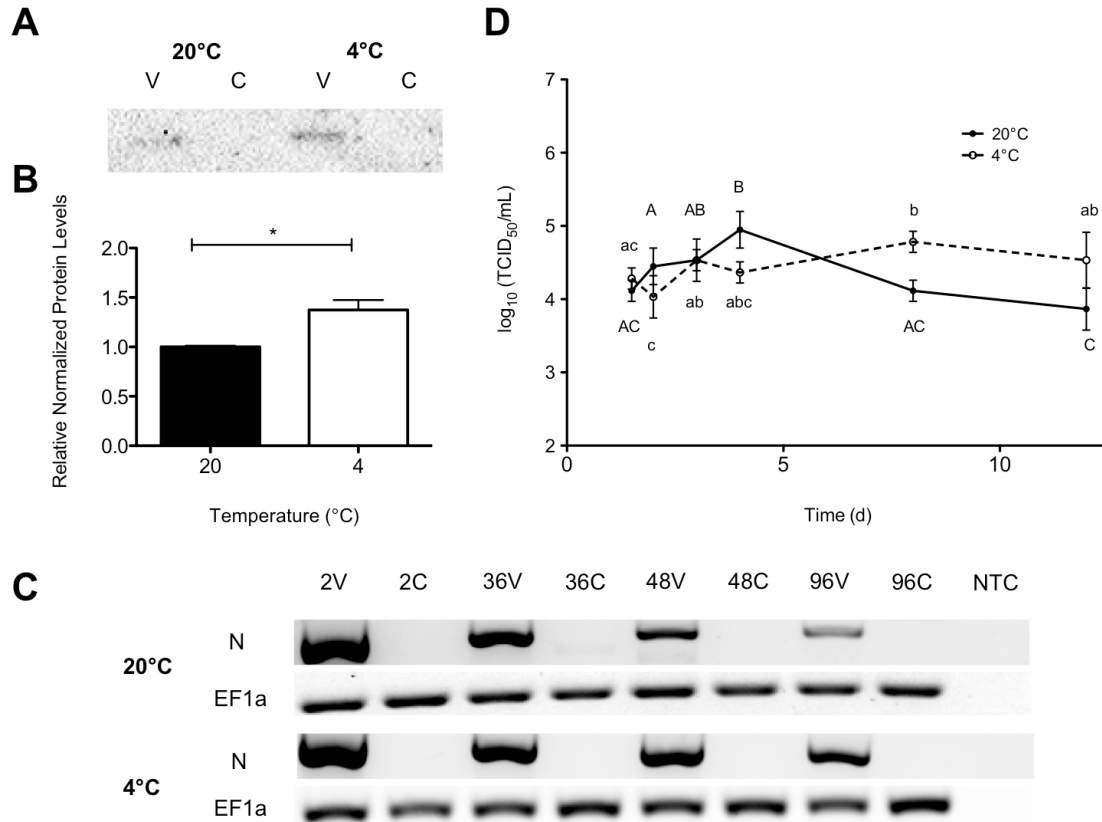 A
20°C 4°C
V C V C
B
Relative Normalized Protein Levels
2.0
1.5
1.0
0.5
0.0
*
20 4
Temperature (°C)
D
log10 (TCID50/mL)
7
6
5
4
3
2
20°C
4°C
A AB B b ab
ac
AC c ab abc AC C
0 5 10
Time (d)
C
2V 2C 36V 36C 48V 48C 96V 96C NTC
20°C
N
EF1a
4°C
N
EF1a